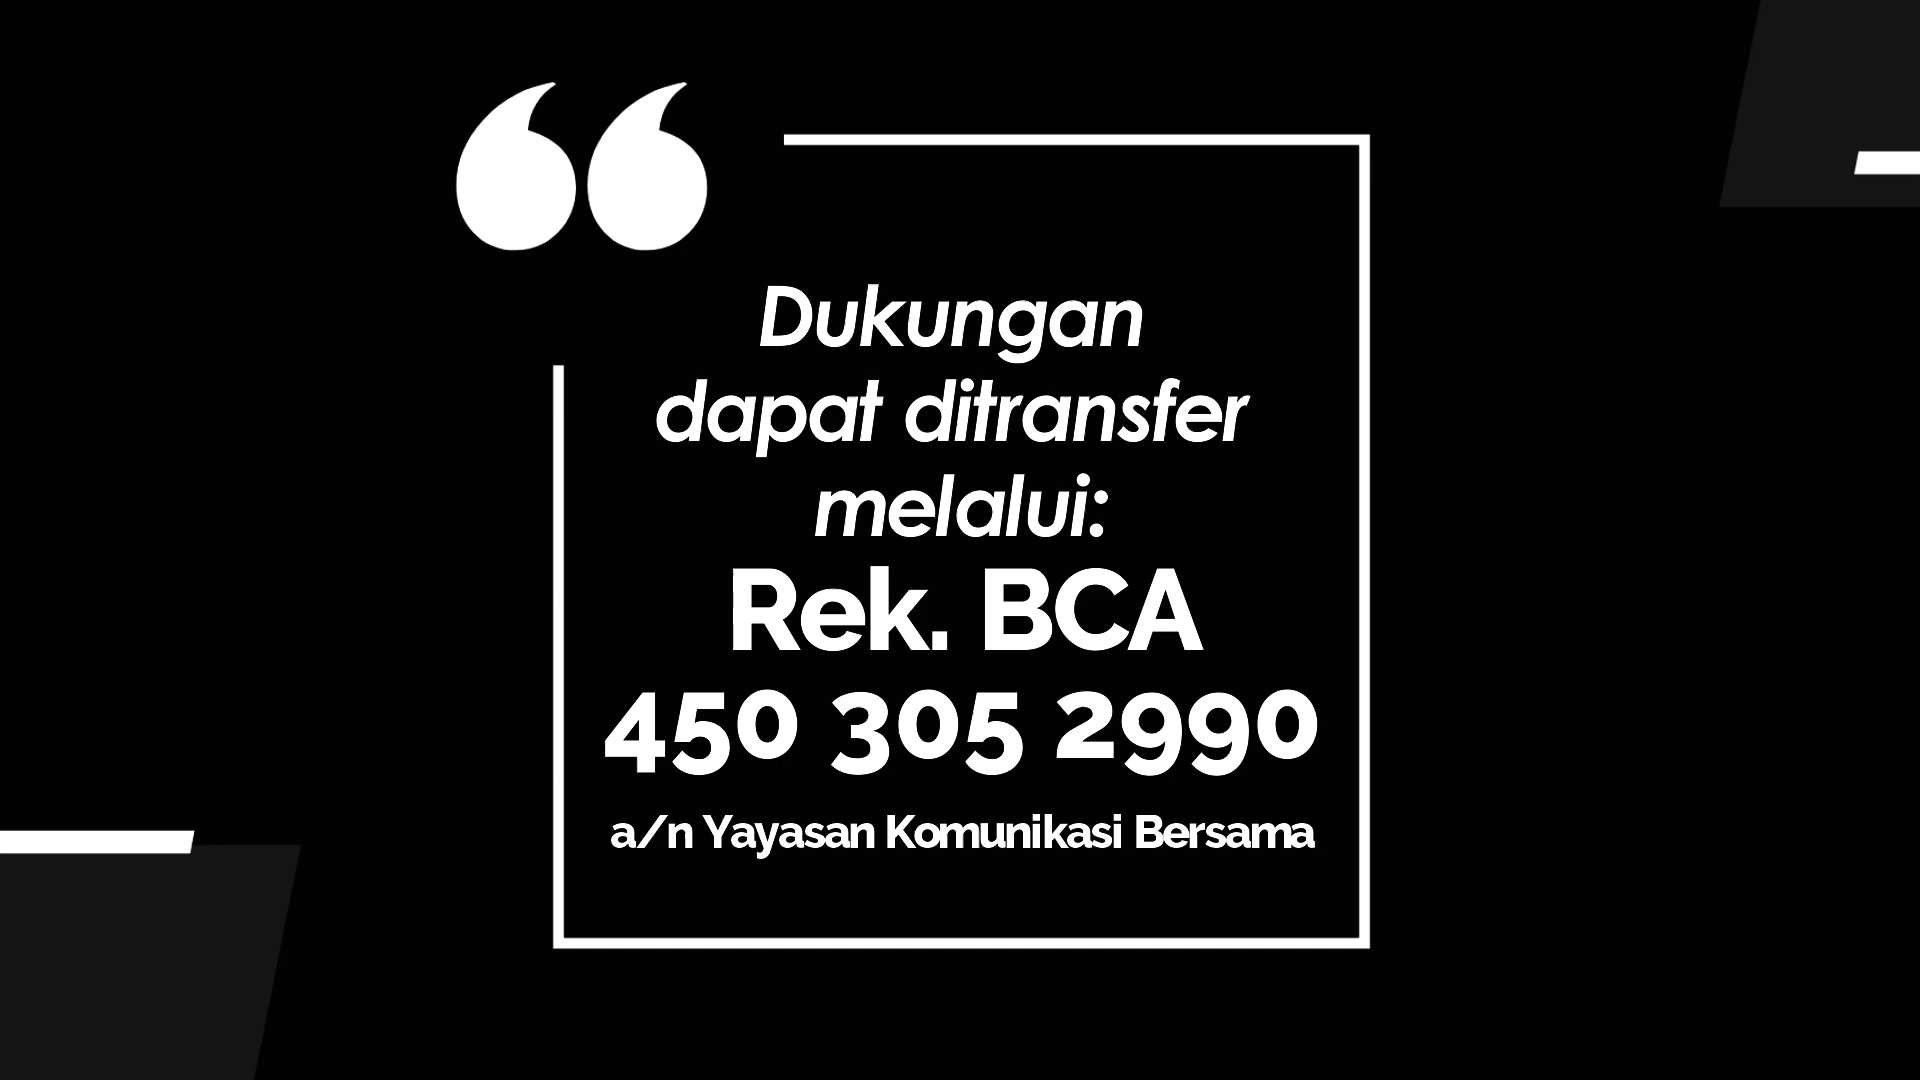 Dukungan
dapat ditransfer
melalui:
Rek. BCA
450 305 2990
a/n Yayasan Komunikasi Bersama